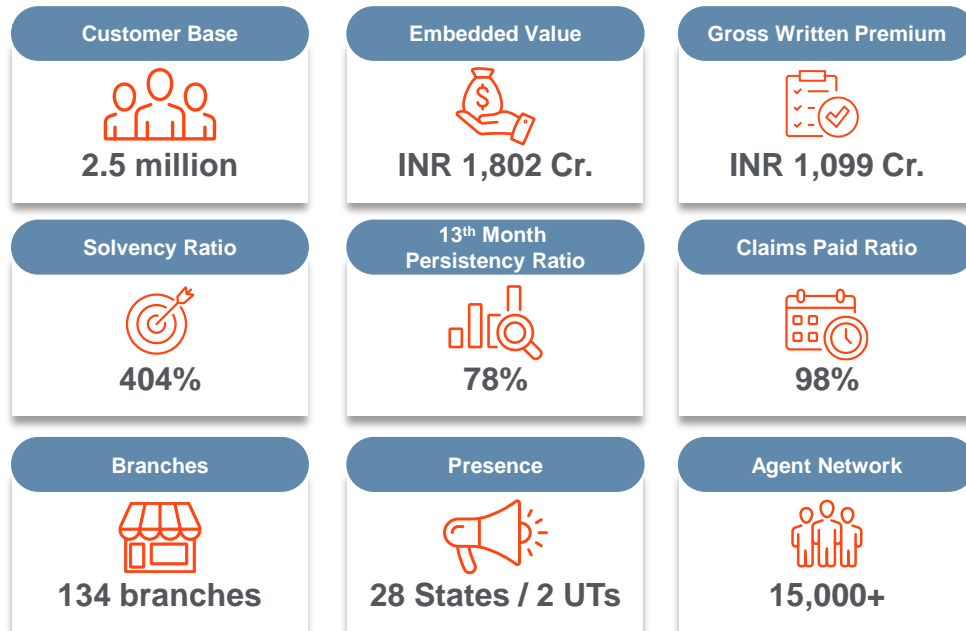 Customer Base
2.5 million
Embedded Value
$
INR 1,802 Cr.
Gross Written Premium
INR 1,099 Cr.
Solvency Ratio
404%
13th Month
Persistency Ratio
78%
Claims Paid Ratio
98%
Branches
134 branches
Presence
28 States / 2 UTs
Agent Network
15,000+